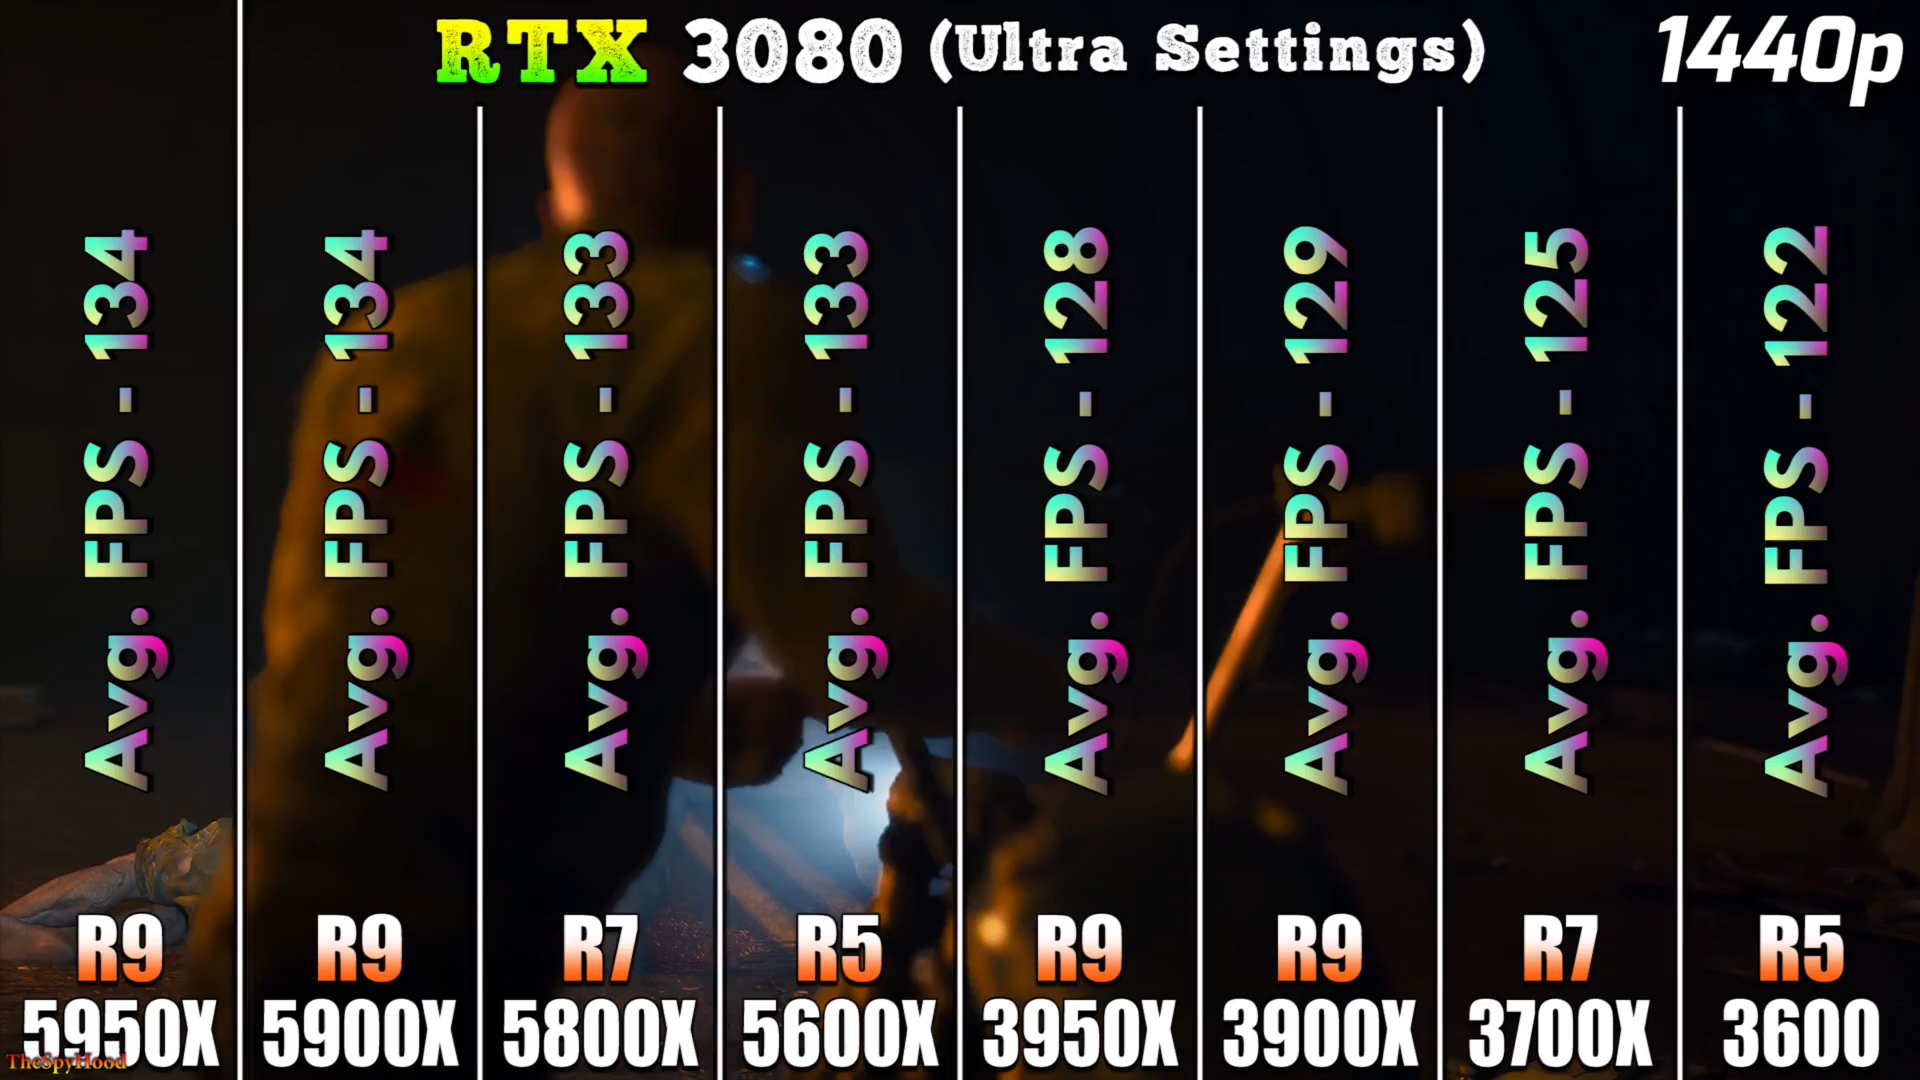 RTX 3080 (Ultra Settings)
1440p
Avg. FPS - 134
Avg. FPS - 134
Avg. FPS - 133
Avg. FPS - 133
Avg. FPS - 128
Avg. FPS - 129
Avg. FPS - 125
Avg. FPS - 122
R9
5950X
R9
5900X
R7
5800X
R5
5600X
R9
3950X
R9
3900X
R7
3700X
R5
3600
TheSpyHood